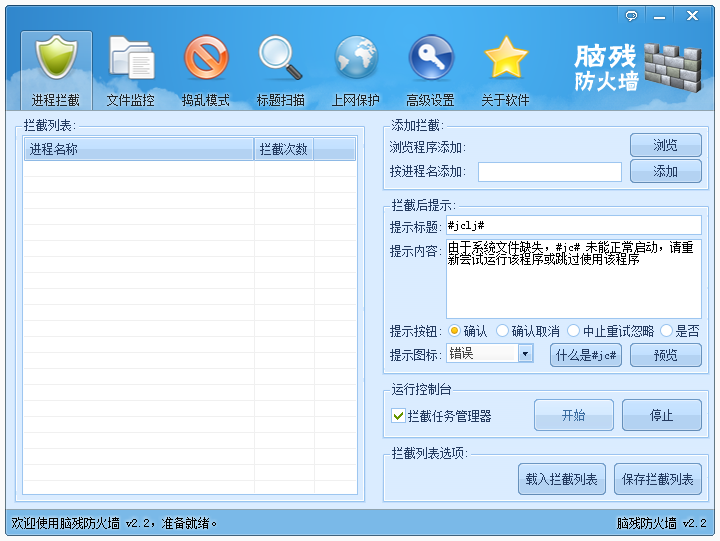 脑残
防火墙
进程拦截
文件监控
捣乱模式
标题扫描
上网保护
高级设置
关于软件
拦截列表:
进程名称
拦截次数
添加拦截:
浏览程序添加:
浏览
按进程名添加:
添加
拦截后提示:
提示标题:
#jclj#
提示内容:
由于系统文件缺失，#jc# 未能正常启动，请重
新尝试运行该程序或跳过使用该程序
提示按钮:
确认
确认取消
中止重试忽略
是否
提示图标:
错误
什么是#jc#
预览
运行控制台
拦截任务管理器
开始
停止
拦截列表选项:
载入拦截列表
保存拦截列表
欢迎使用脑残防火墙 v2.2，准备就绪。
脑残防火墙 v2.2